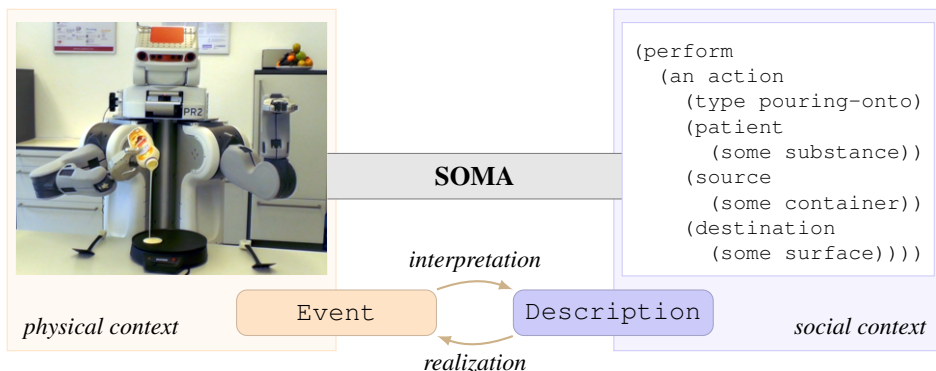 PR2
SOMA
(perform
(an action
(type pouring-onto)
(patient
(some substance))
(source
(some container))
(destination
(some surface))))
interpretation
Event
Description
physical context
social context
realization